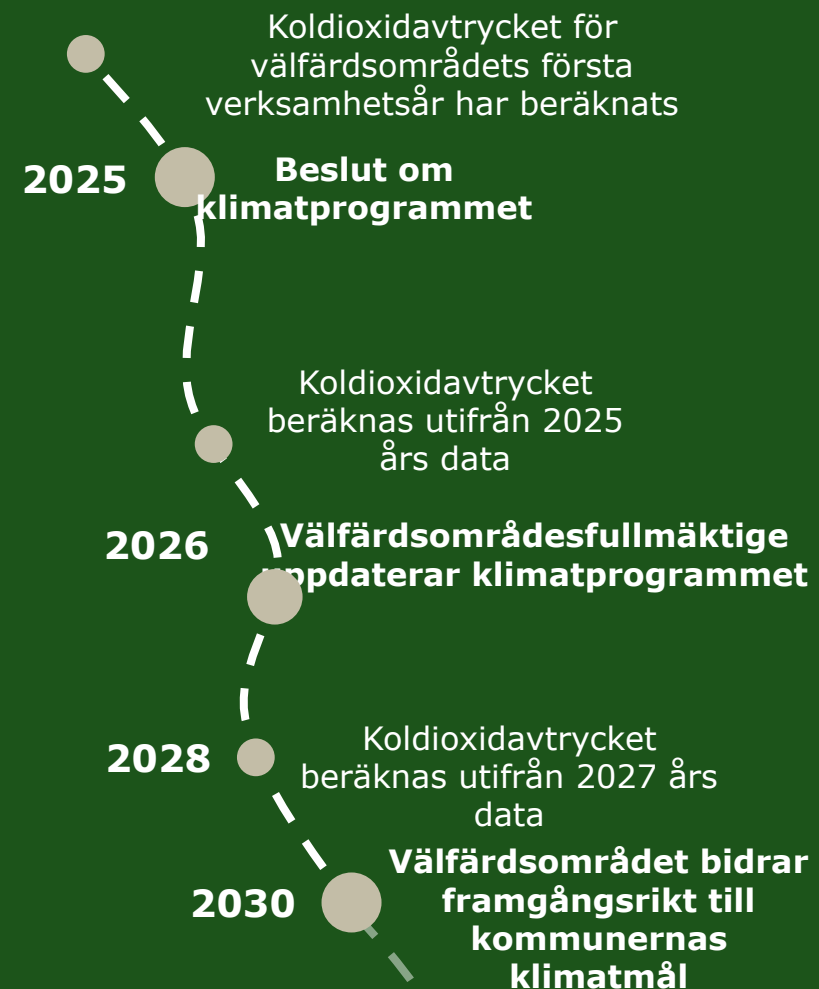 Koldioxidavtrycket för
välfärdsområdets första
verksamhetsår har beräknats
2025
Beslut om
klimatprogrammet
Koldioxidavtrycket
beräknas utifrån 2025
års data
2026
Välfärdsområdesfullmäktige
uppdaterar klimatprogrammet
2028
Koldioxidavtrycket
beräknas utifrån 2027 års
data
2030
Välfärdsområdet bidrar
framgångsrikt till
kommunernas
klimatmål